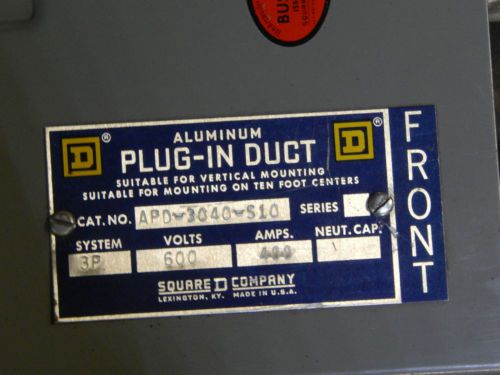 BUS
D ®
ALUMINUM
PLUG-IN DUCT
D ®
SUITABLE FOR VERTICAL MOUNTING
SUITABLE FOR MOUNTING ON TEN FOOT CENTERS
CAT. NO. APD-3040-S10 SERIES
SYSTEM VOLTS AMPS. NEUT. CAP.
3P 600 400
SQUARE D COMPANY
LEXINGTON, KY. MADE IN U.S.A.
FRONT